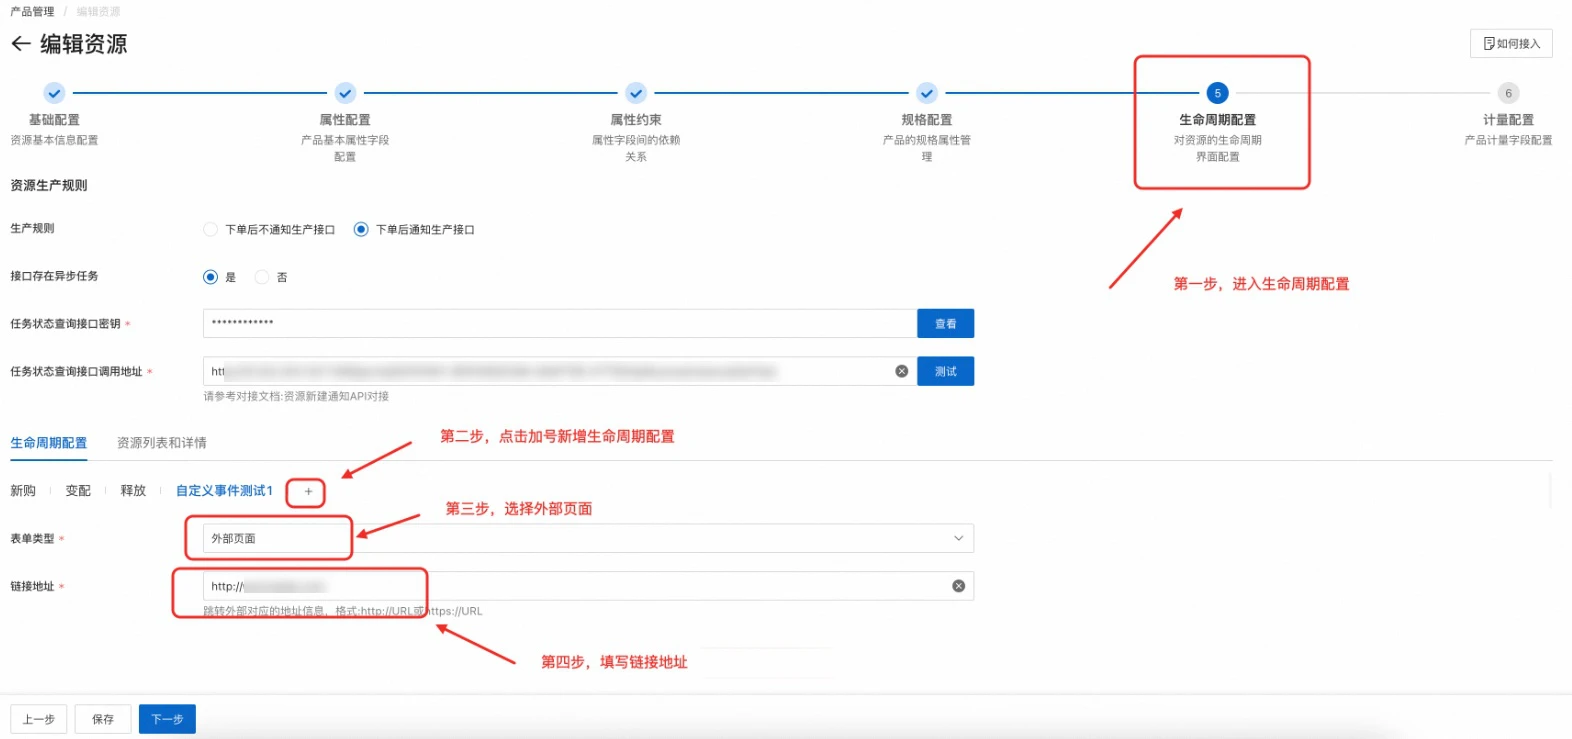 产品管理 / 编辑资源
← 编辑资源
如何接入
5
6
基础配置
属性配置
属性约束
规格配置
生命周期配置
计量配置
资源基本信息配置
产品基本属性字段
配置
属性字段间的依赖
关系
产品的规格属性管
理
对资源的生命周期
界面配置
产品计量字段配置
资源生产规则
生产规则
下单后不通知生产接口
下单后通知生产接口
第一步，进入生命周期配置
接口存在异步任务
是
否
任务状态查询接口密钥 *
************
查看
任务状态查询接口调用地址 *
htt
测试
请参考对接文档:资源新建通知API对接
第二步，点击加号新增生命周期配置
生命周期配置
资源列表和详情
新购
变配
释放
自定义事件测试1
+
第三步，选择外部页面
表单类型 *
外部页面
链接地址 *
http://
跳转外部对应的地址信息，格式:http://URL或https://URL
第四步，填写链接地址
上一步
保存
下一步